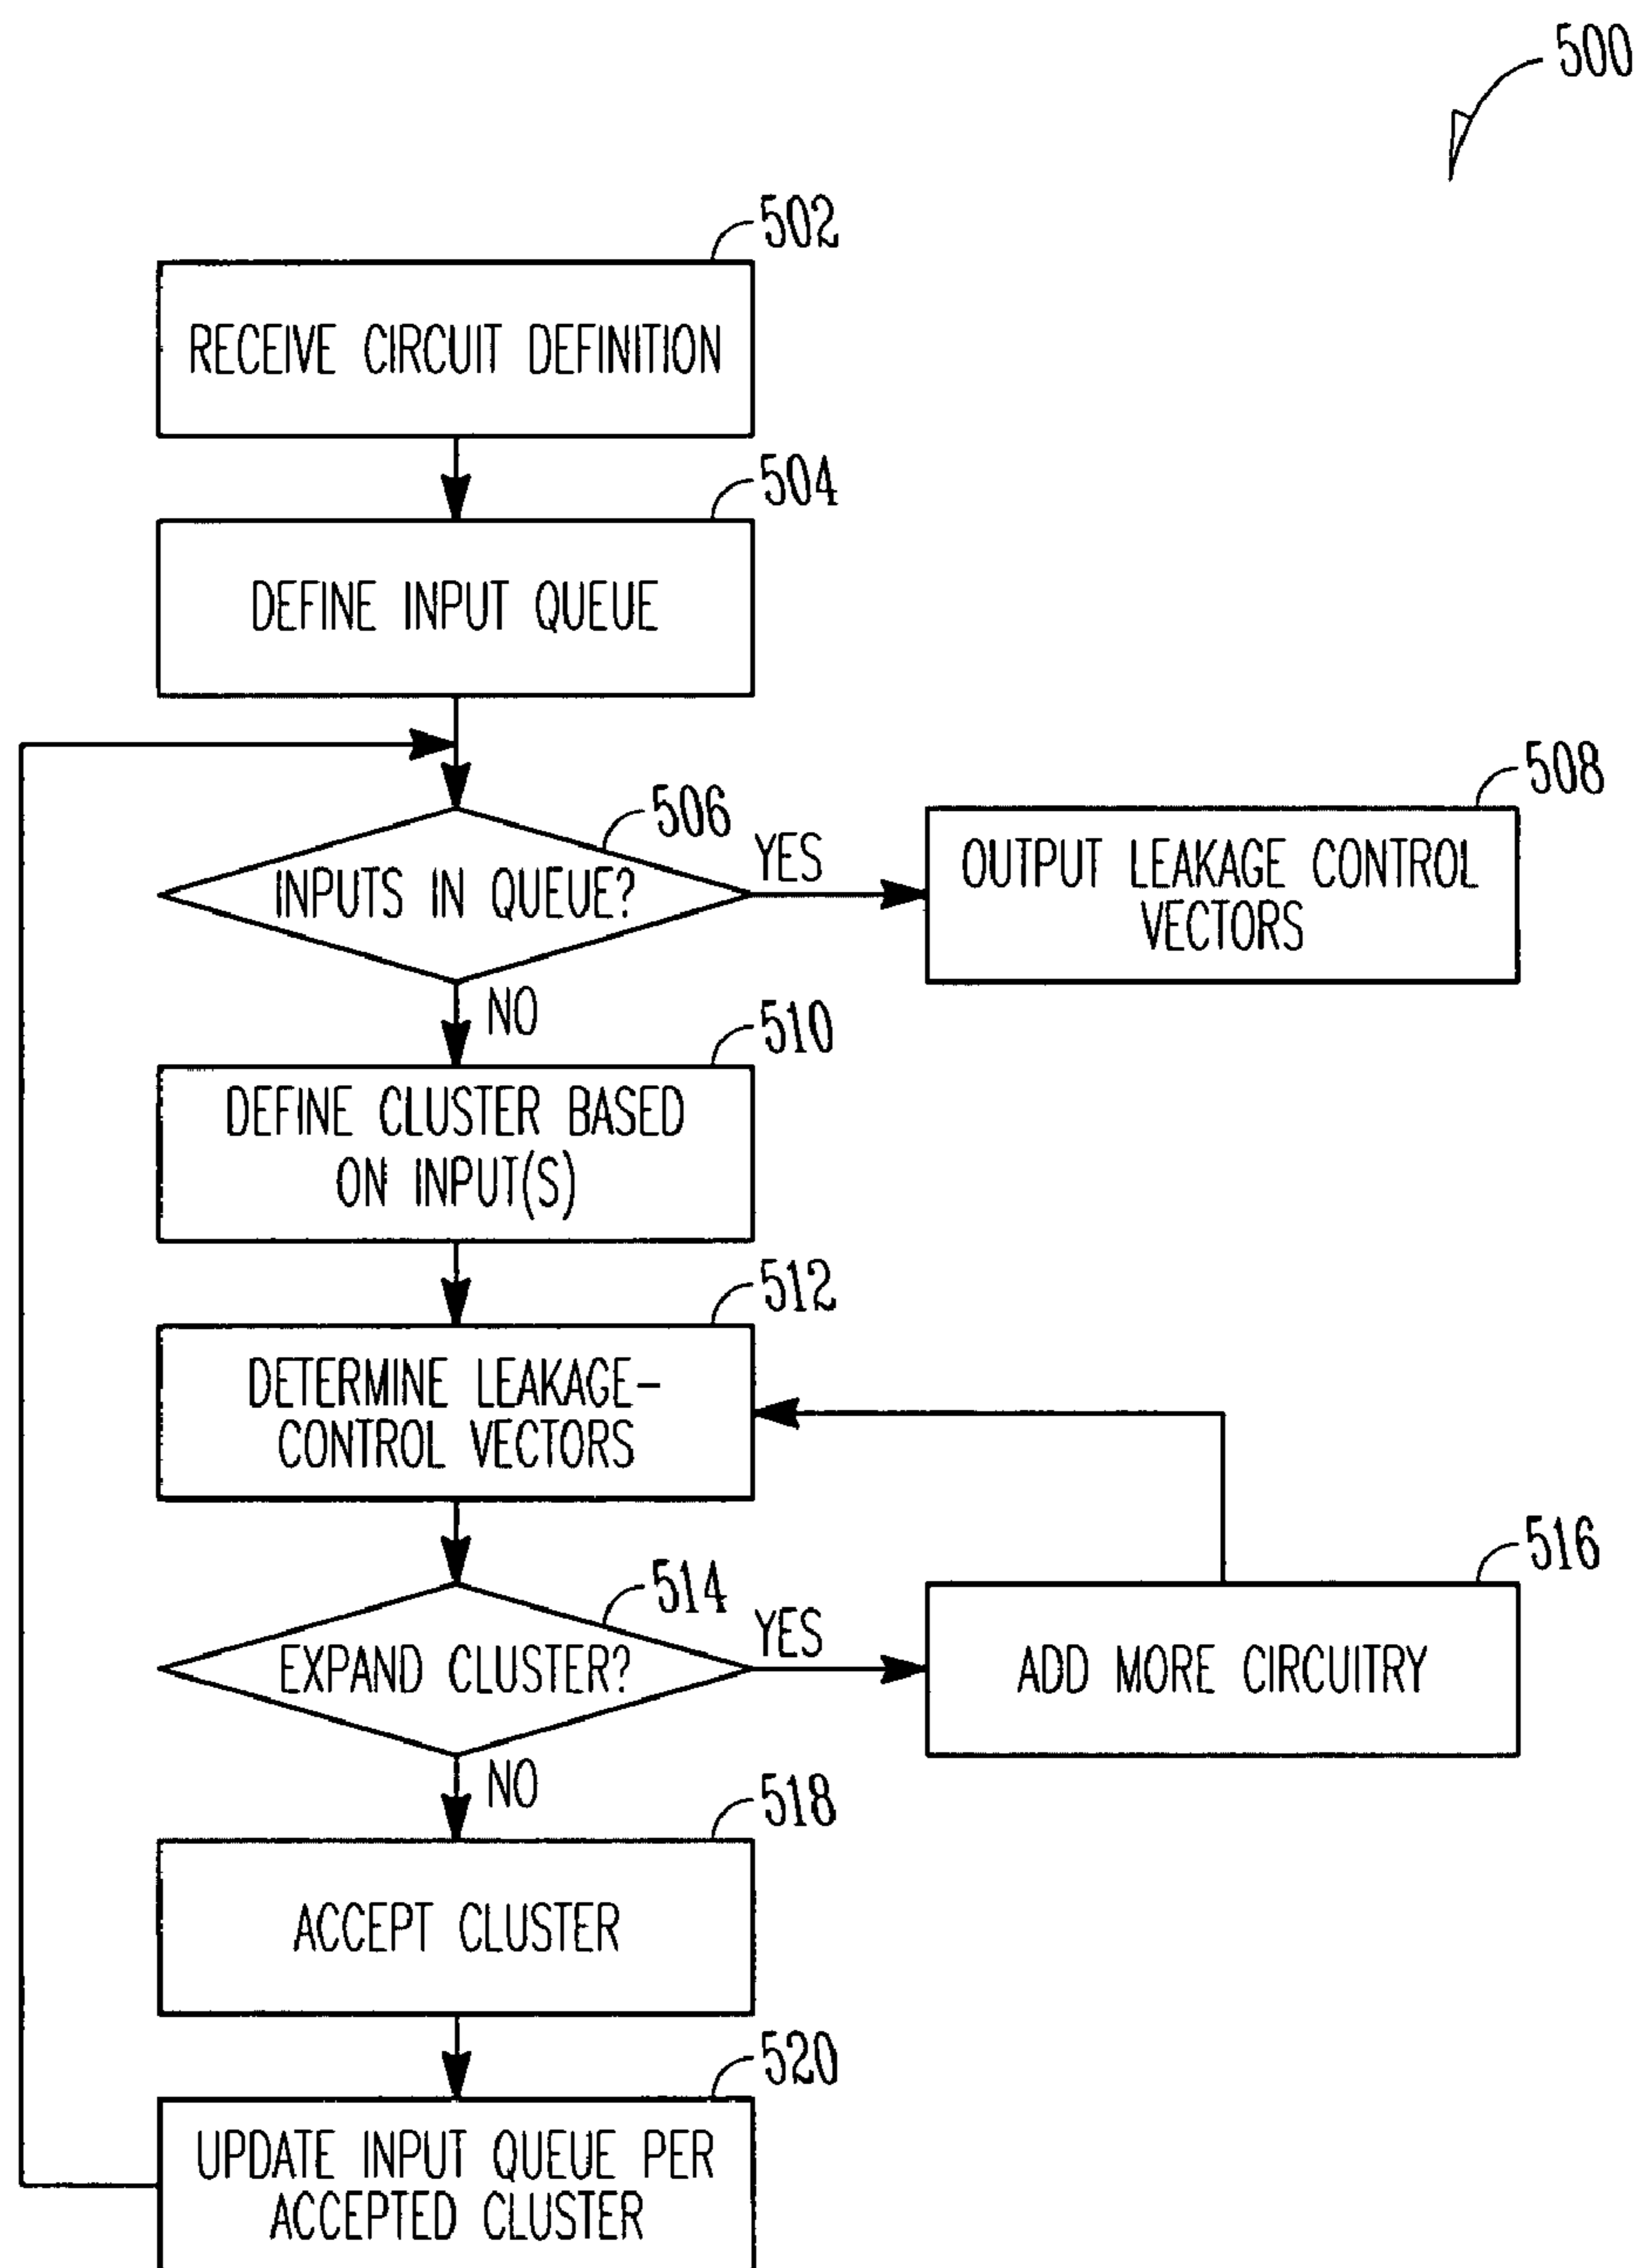 500
502
RECEIVE CIRCUIT DEFINITION
504
DEFINE INPUT QUEUE
506
INPUTS IN QUEUE?
YES
508
OUTPUT LEAKAGE CONTROL
VECTORS
NO
510
DEFINE CLUSTER BASED
ON INPUT(S)
512
DETERMINE LEAKAGE-
CONTROL VECTORS
514
EXPAND CLUSTER?
YES
516
ADD MORE CIRCUITRY
NO
518
ACCEPT CLUSTER
520
UPDATE INPUT QUEUE PER
ACCEPTED CLUSTER